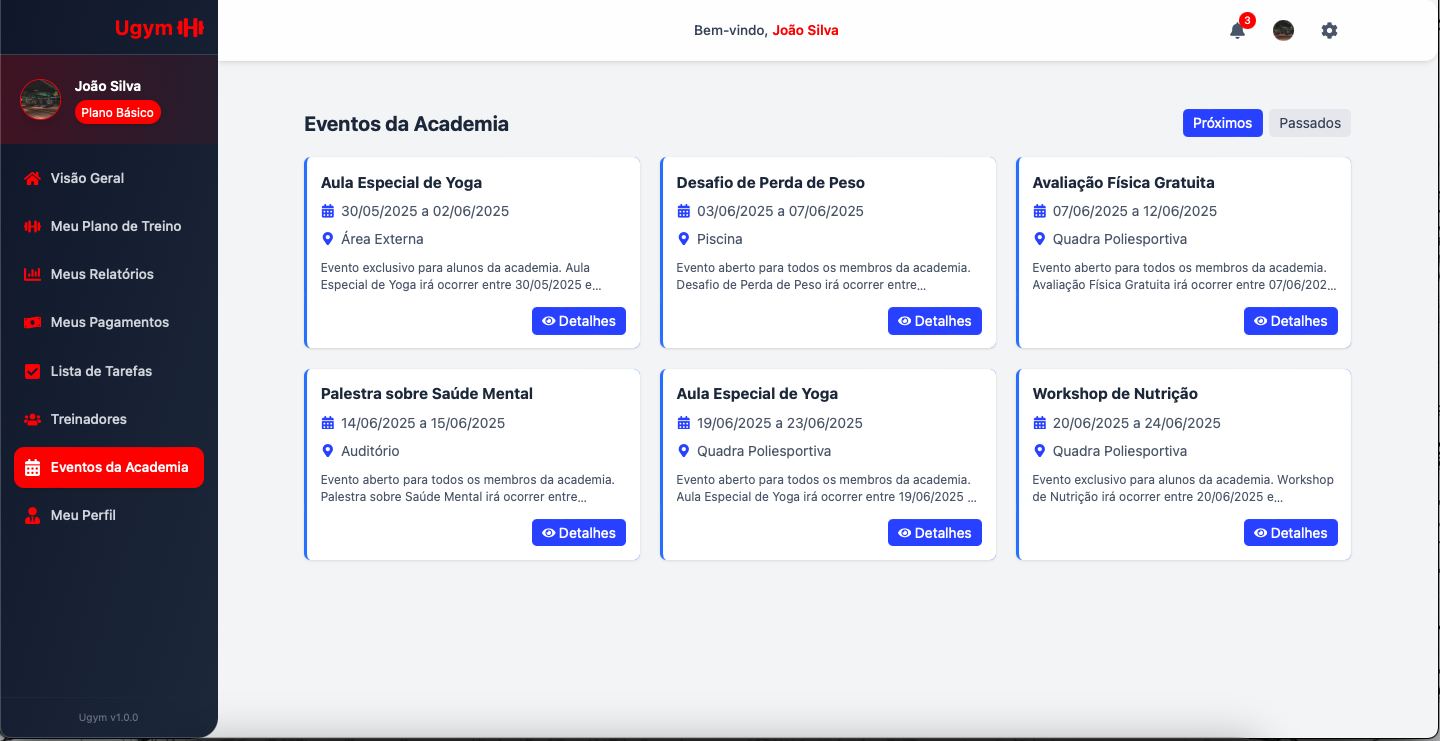 Ugym
João Silva
Plano Básico
Visão Geral
Meu Plano de Treino
Meus Relatórios
Meus Pagamentos
Lista de Tarefas
Treinadores
Eventos da Academia
Meu Perfil
Ugym v1.0.0
Bem-vindo, João Silva
3
Eventos da Academia
Próximos
Passados
Aula Especial de Yoga
30/05/2025 a 02/06/2025
Área Externa
Evento exclusivo para alunos da academia. Aula
Especial de Yoga irá ocorrer entre 30/05/2025 e...
Detalhes
Desafio de Perda de Peso
03/06/2025 a 07/06/2025
Piscina
Evento aberto para todos os membros da academia.
Desafio de Perda de Peso irá ocorrer entre...
Detalhes
Avaliação Física Gratuita
07/06/2025 a 12/06/2025
Quadra Poliesportiva
Evento aberto para todos os membros da academia.
Avaliação Física Gratuita irá ocorrer entre 07/06/202...
Detalhes
Palestra sobre Saúde Mental
14/06/2025 a 15/06/2025
Auditório
Evento aberto para todos os membros da academia.
Palestra sobre Saúde Mental irá ocorrer entre...
Detalhes
Aula Especial de Yoga
19/06/2025 a 23/06/2025
Quadra Poliesportiva
Evento aberto para todos os membros da academia.
Aula Especial de Yoga irá ocorrer entre 19/06/2025 ...
Detalhes
Workshop de Nutrição
20/06/2025 a 24/06/2025
Quadra Poliesportiva
Evento exclusivo para alunos da academia. Workshop
de Nutrição irá ocorrer entre 20/06/2025 e...
Detalhes